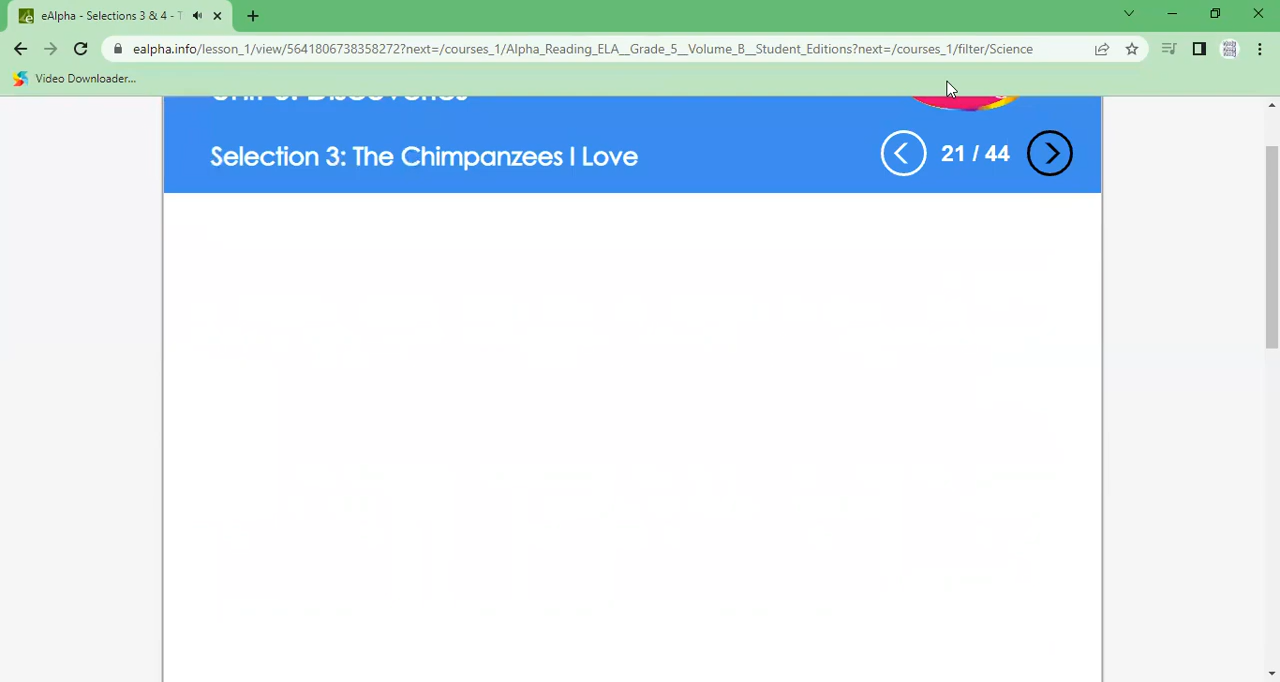 eAlpha - Selections 3 & 4 - T
ealpha.info/lesson_1/view/5641806738358272?next=/courses_1/Alpha_Reading_ELA__Grade_5__Volume_B__Student_Editions?next=/courses_1/filter/Science
Video Downloader...
Selection 3: The Chimpanzees I Love
21 / 44